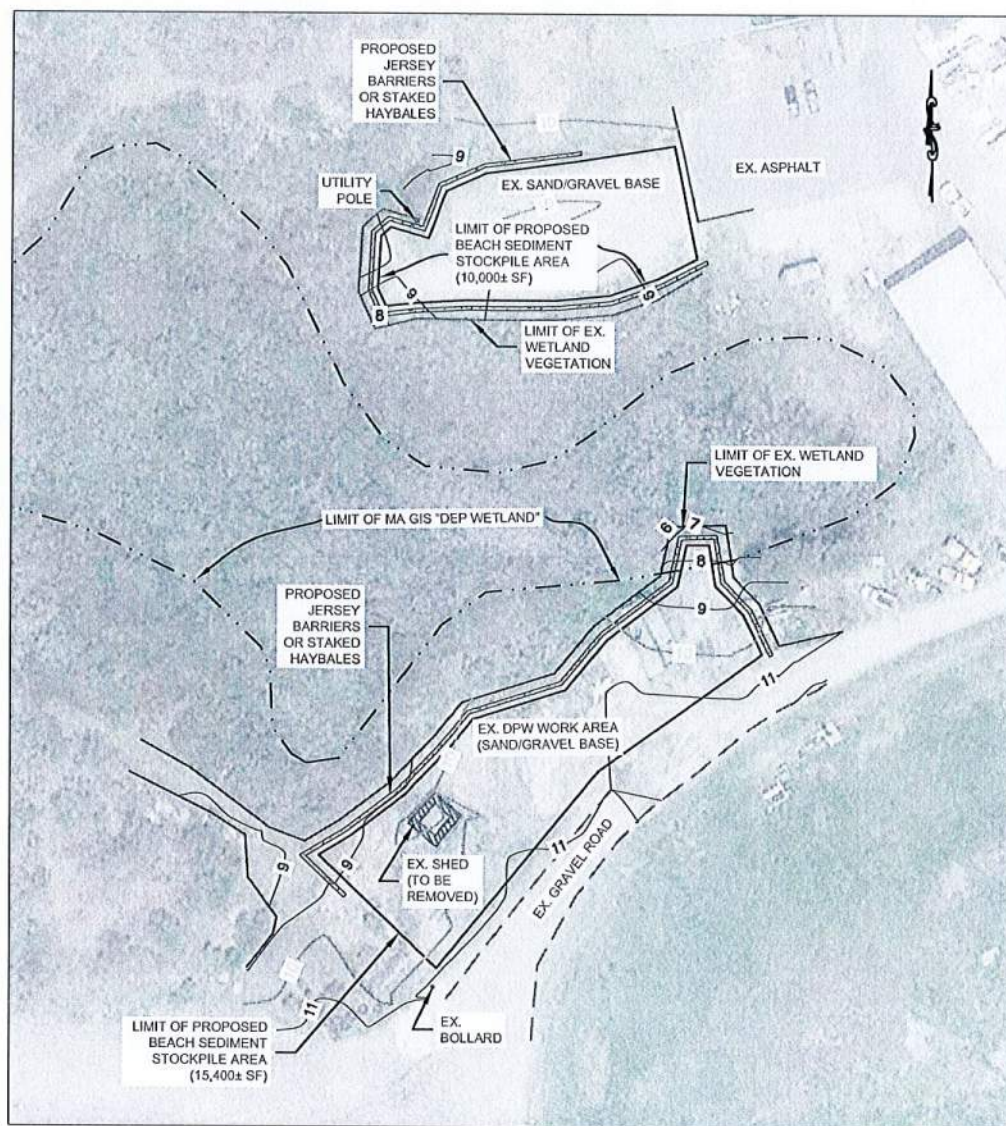 PROPOSED
JERSEY
BARRIERS
OR STAKED
HAYBALES
10
9
EX. ASPHALT
EX. SAND/GRAVEL BASE
UTILITY
POLE
LIMIT OF PROPOSED
BEACH SEDIMENT
STOCKPILE AREA
(10,000± SF)
9
9
8
LIMIT OF EX.
WETLAND
VEGETATION
LIMIT OF EX. WETLAND
VEGETATION
LIMIT OF MA GIS "DEP WETLAND"
6
7
8
9
PROPOSED
JERSEY
BARRIERS
OR STAKED
HAYBALES
10
11
EX. DPW WORK AREA
(SAND/GRAVEL BASE)
11
9
9
EX. SHED
(TO BE
REMOVED)
EX. GRAVEL ROAD
10
11
LIMIT OF PROPOSED
BEACH SEDIMENT
STOCKPILE AREA
(15,400± SF)
EX.
BOLLARD